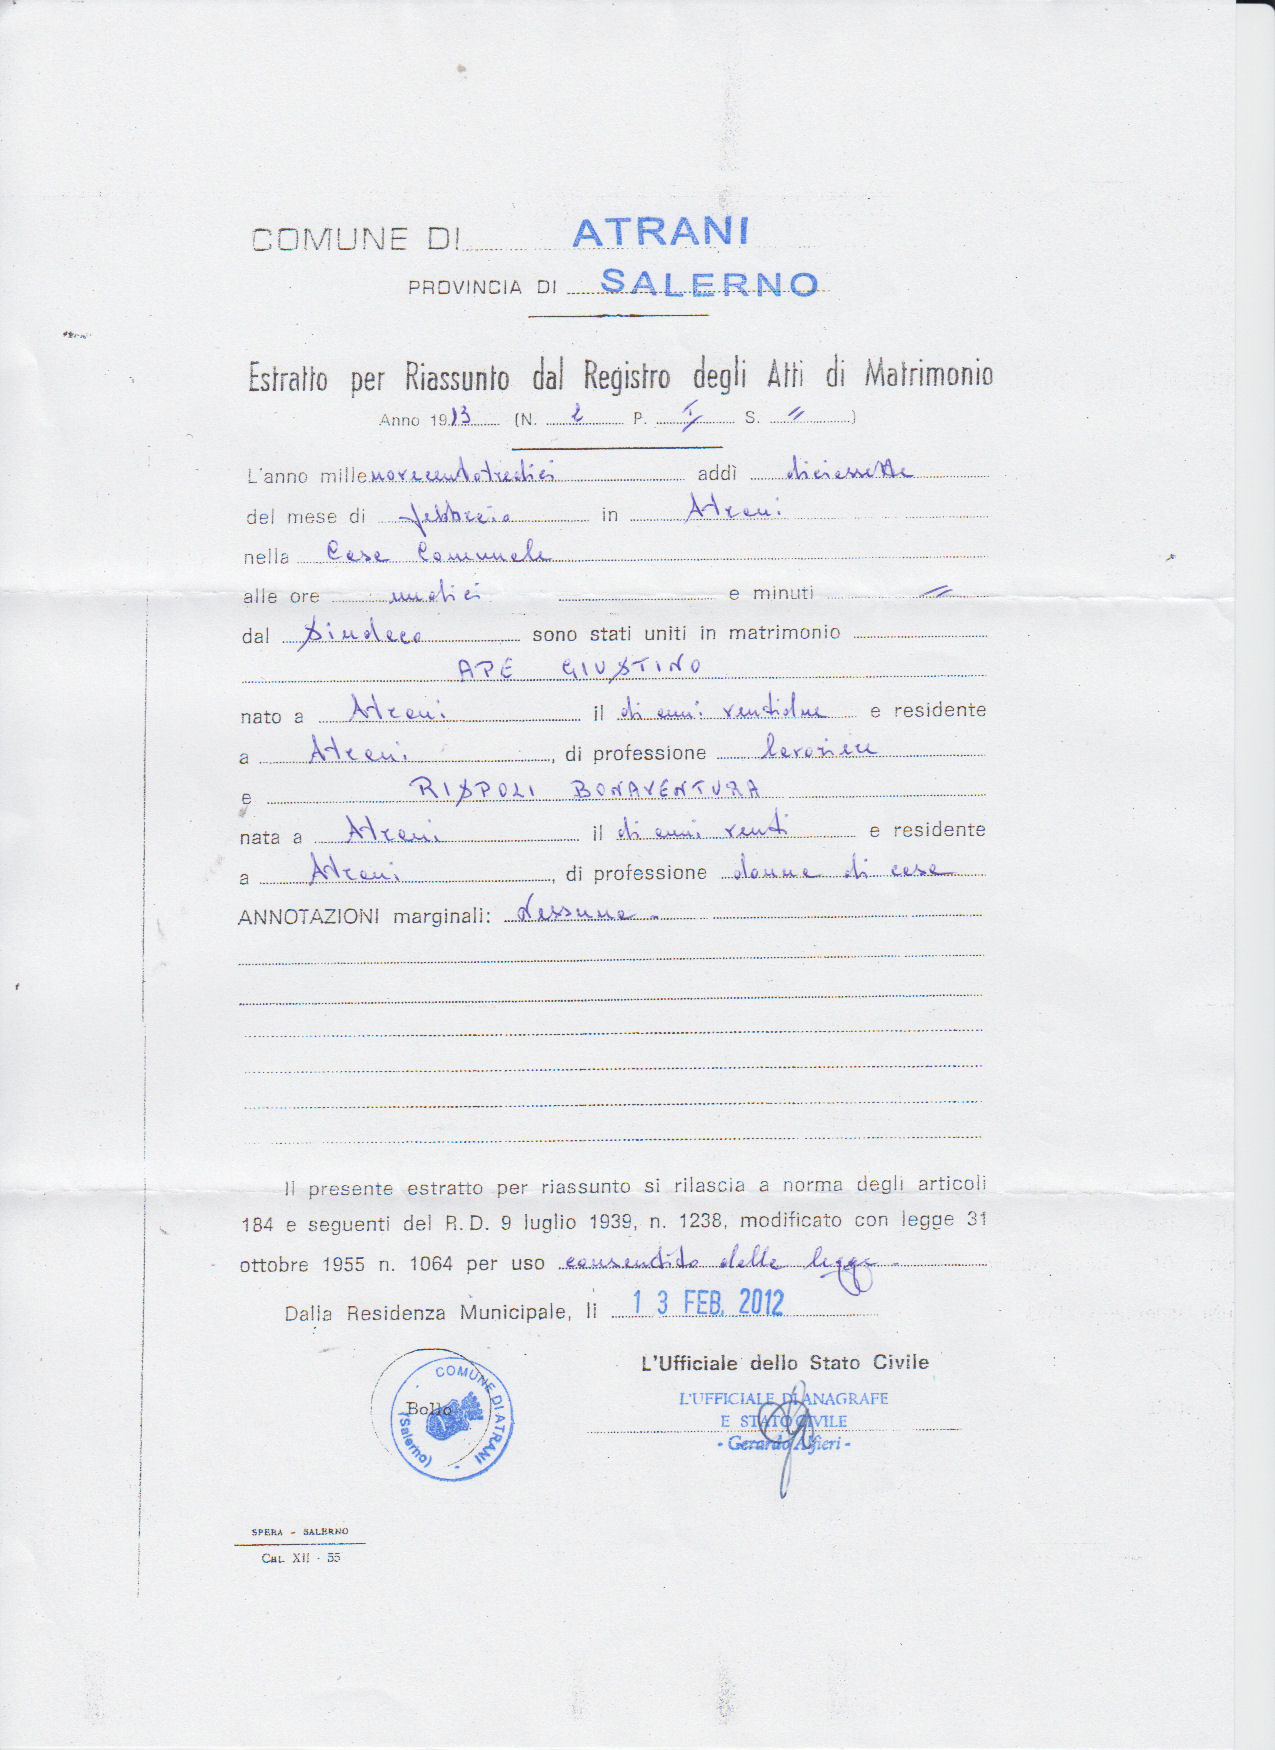 COMUNE DI ATRANI
PROVINCIA DI SALERNO
Estratto per Riassunto dal Registro degli Atti di Matrimonio
Anno 1913 (N. 2 P. I S. // )
L'anno millenovecentotredici addì diciassette
del mese di febbraio in Atrani
nella Casa Comunale
alle ore undici e minuti //
dal Sindaco sono stati uniti in matrimonio
APE GIUSTINO
nato a Atrani il di anni ventidue e residente
a Atrani, di professione
e RISPOLI BONAVENTURA
nata a Atrani il di anni venti e residente
a Atrani, di professione donna di casa
ANNOTAZIONI marginali: Nessuna -
Il presente estratto per riassunto si rilascia a norma degli articoli
184 e seguenti del R.D. 9 luglio 1939, n. 1238, modificato con legge 31
ottobre 1955 n. 1064 per uso consentito dalla legge -
Dalla Residenza Municipale, li 13 FEB. 2012
L'Ufficiale dello Stato Civile
L'UFFICIALE DI ANAGRAFE
E STATO CIVILE
- Gerardo Alfieri -
COMUNE DI ATRANI - (Salerno)
Bollo
SPERA - SALERNO
Cat. XII - 55